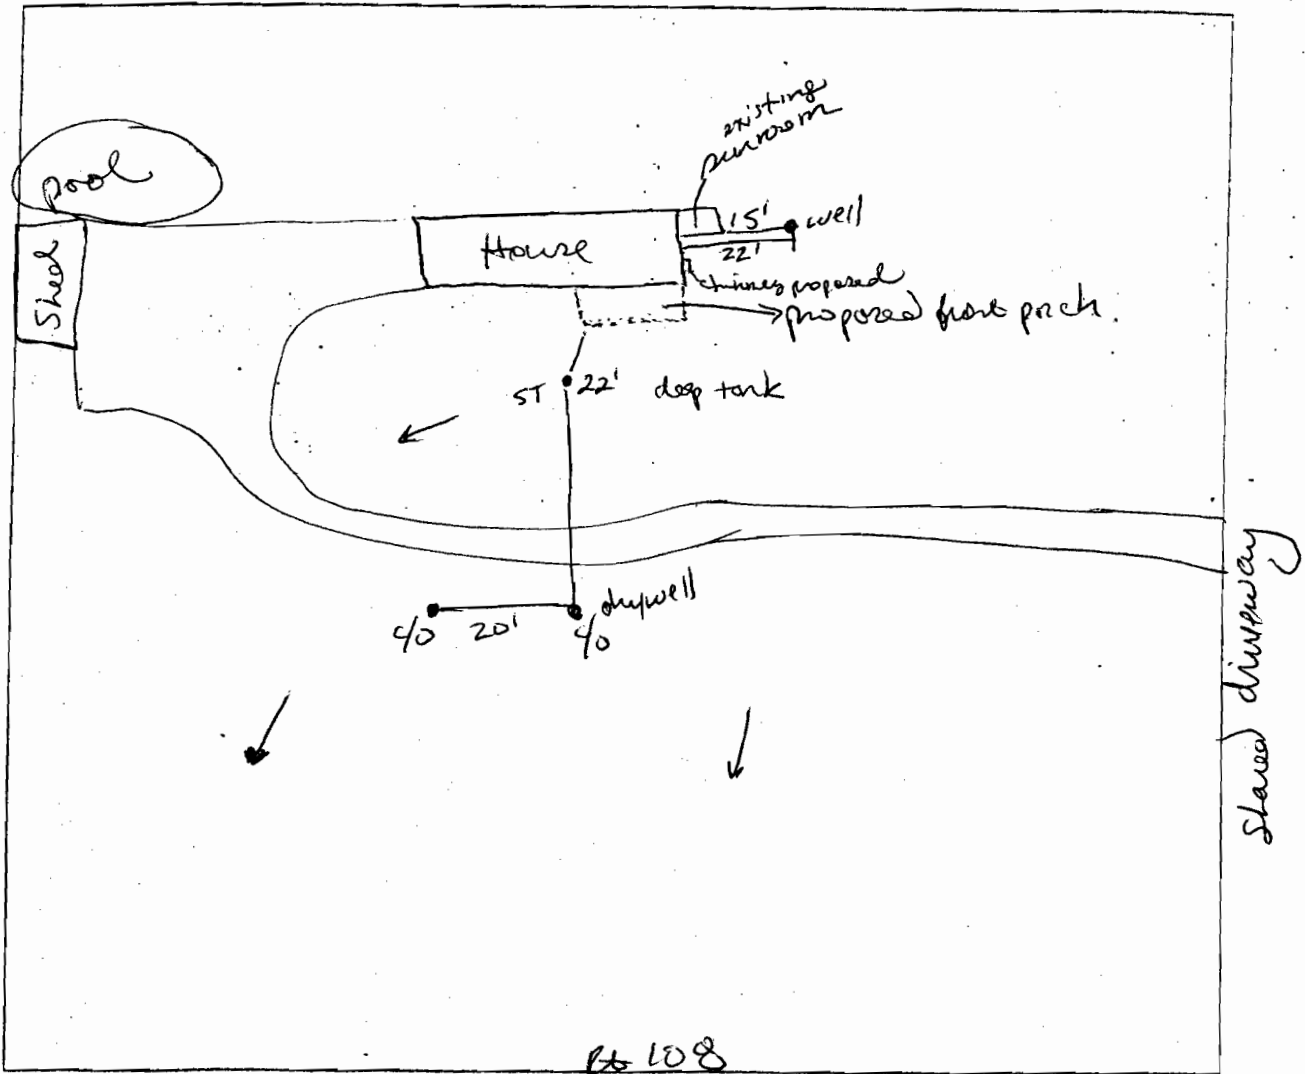 existing
sunroom
pool
15'
well
House
22'
Shed
chimney proposed
proposed front porch.
ST
22'
deep tank
drywell
c/o
20'
c/o
shared driveway
Rt 108